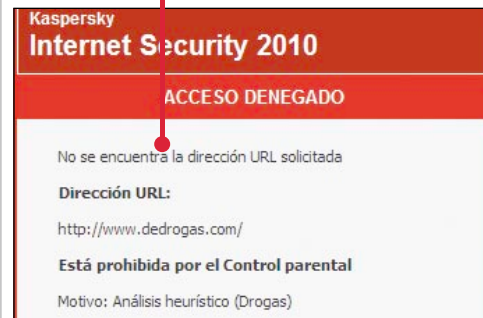 Kaspersky
Internet Security 2010
ACCESO DENEGADO
No se encuentra la dirección URL solicitada
Dirección URL:
http://www.dedrogas.com/
Está prohibida por el Control parental
Motivo: Análisis heurístico (Drogas)